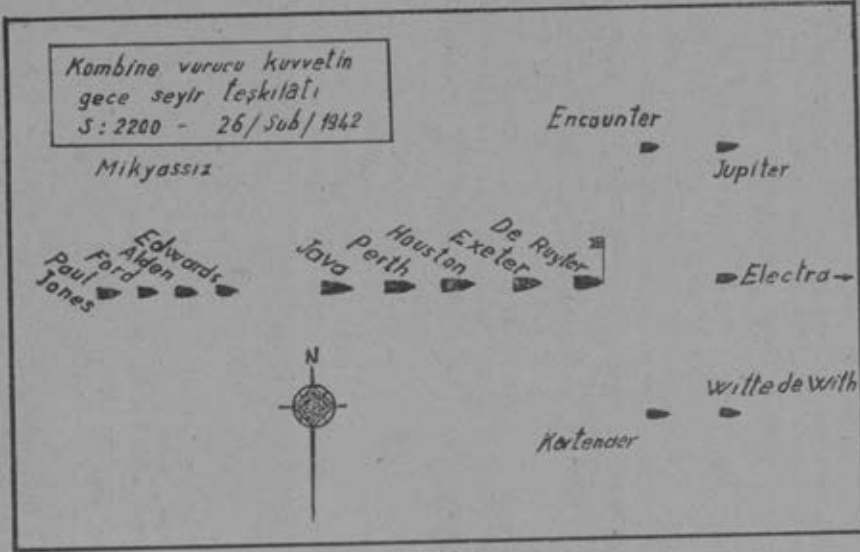 Kombine vurucu kuvvetin
gece seyir teşkilâtı
S: 2200 - 26/Şub/1942
Mikyassız
Encounter
Jupiter
Edwards
Alden
Ford
Paul
Jones
Java
Perth
Houston
Exeter
De Ruyter
Electra
N
Witte de With
Kortenaer